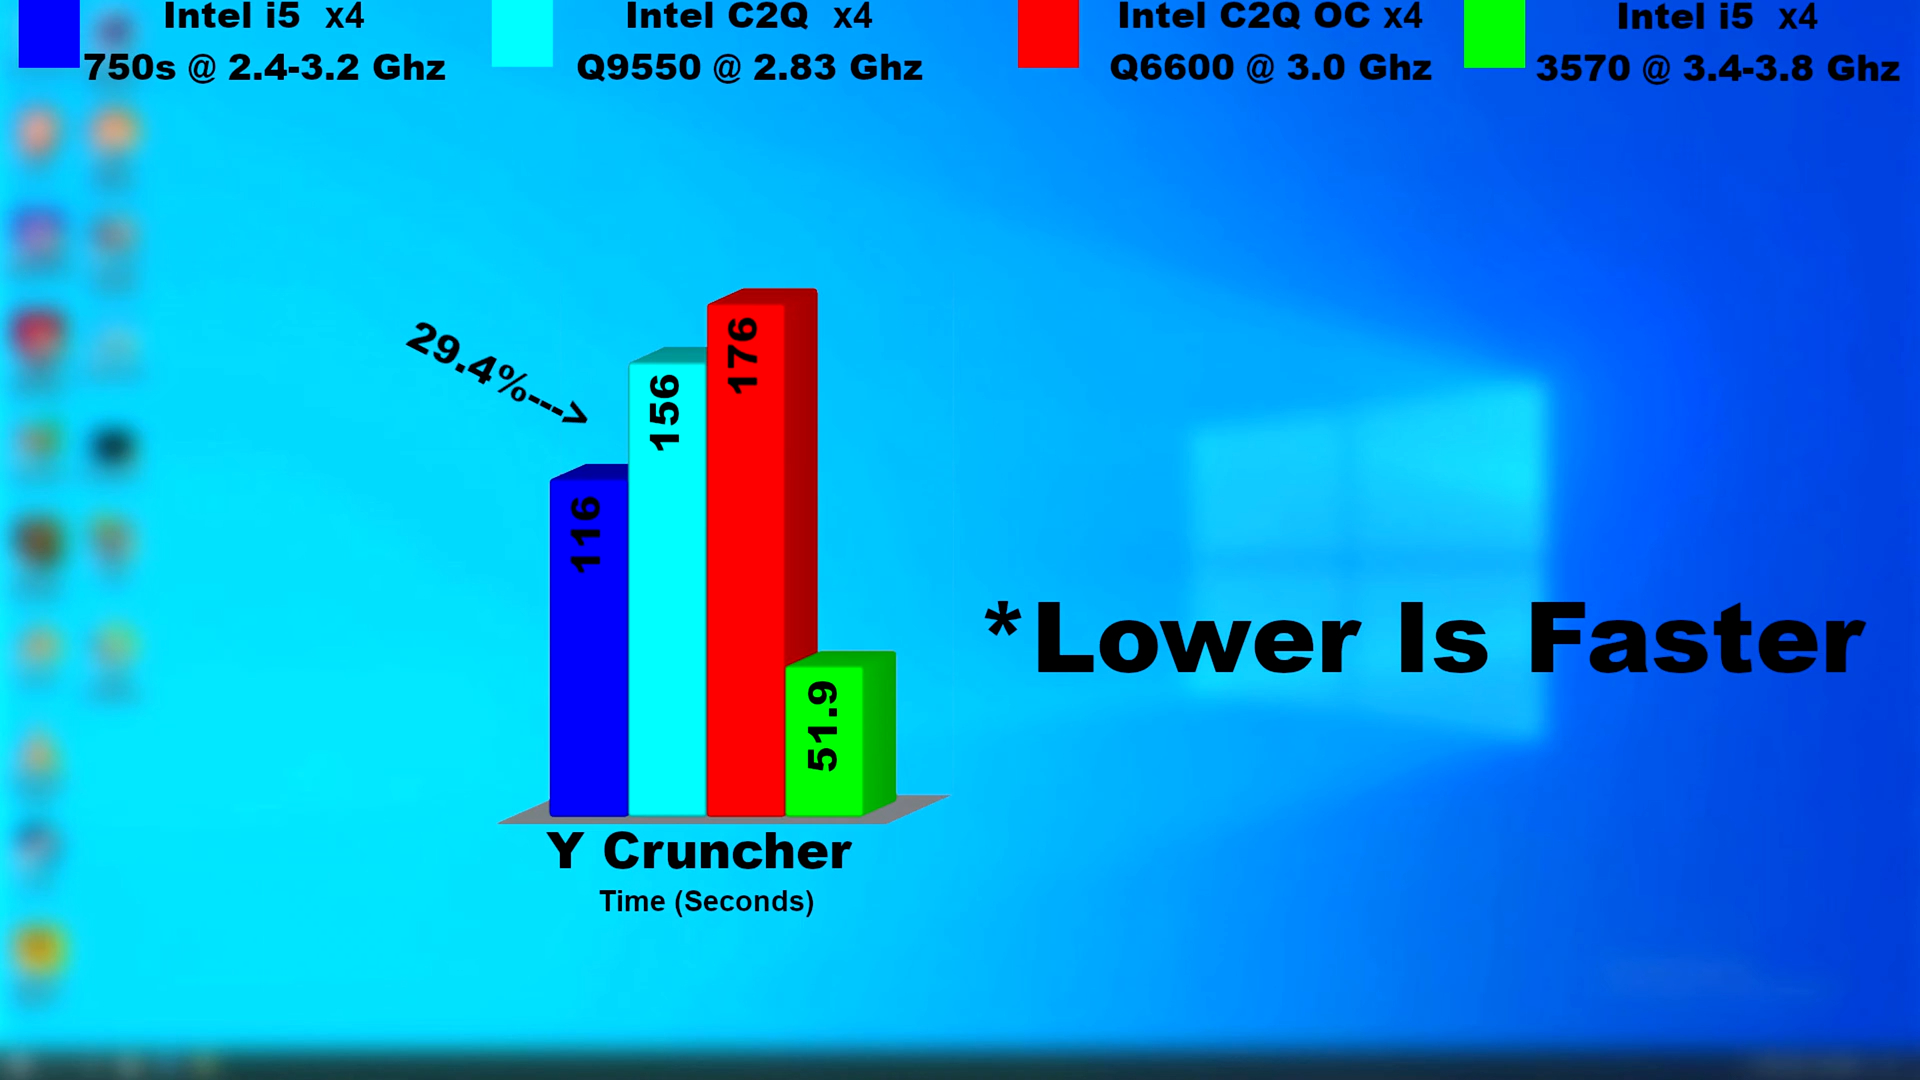 Intel i5 x4
750s @ 2.4-3.2 Ghz
Intel C2Q x4
Q9550 @ 2.83 Ghz
Intel C2Q OC x4
Q6600 @ 3.0 Ghz
Intel i5 x4
3570 @ 3.4-3.8 Ghz
29.4%--->
116
156
176
51.9
*Lower Is Faster
Y Cruncher
Time (Seconds)